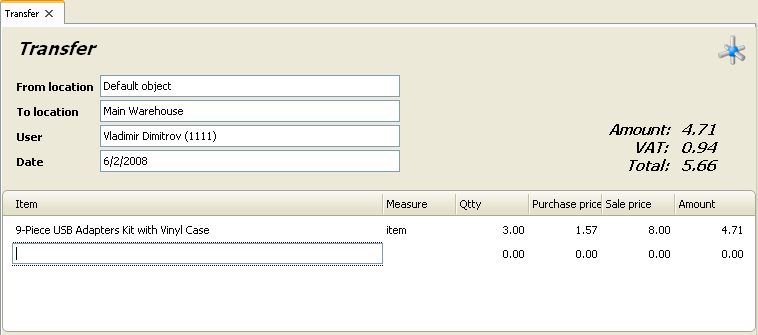 Transfer
Transfer
From location Default object
To location Main Warehouse
User Vladimir Dimitrov (1111)
Date 6/2/2008
Amount: 4.71
VAT: 0.94
Total: 5.66
Item Measure Qtty Purchase price Sale price Amount
9-Piece USB Adapters Kit with Vinyl Case item 3.00 1.57 8.00 4.71
0.00 0.00 0.00 0.00